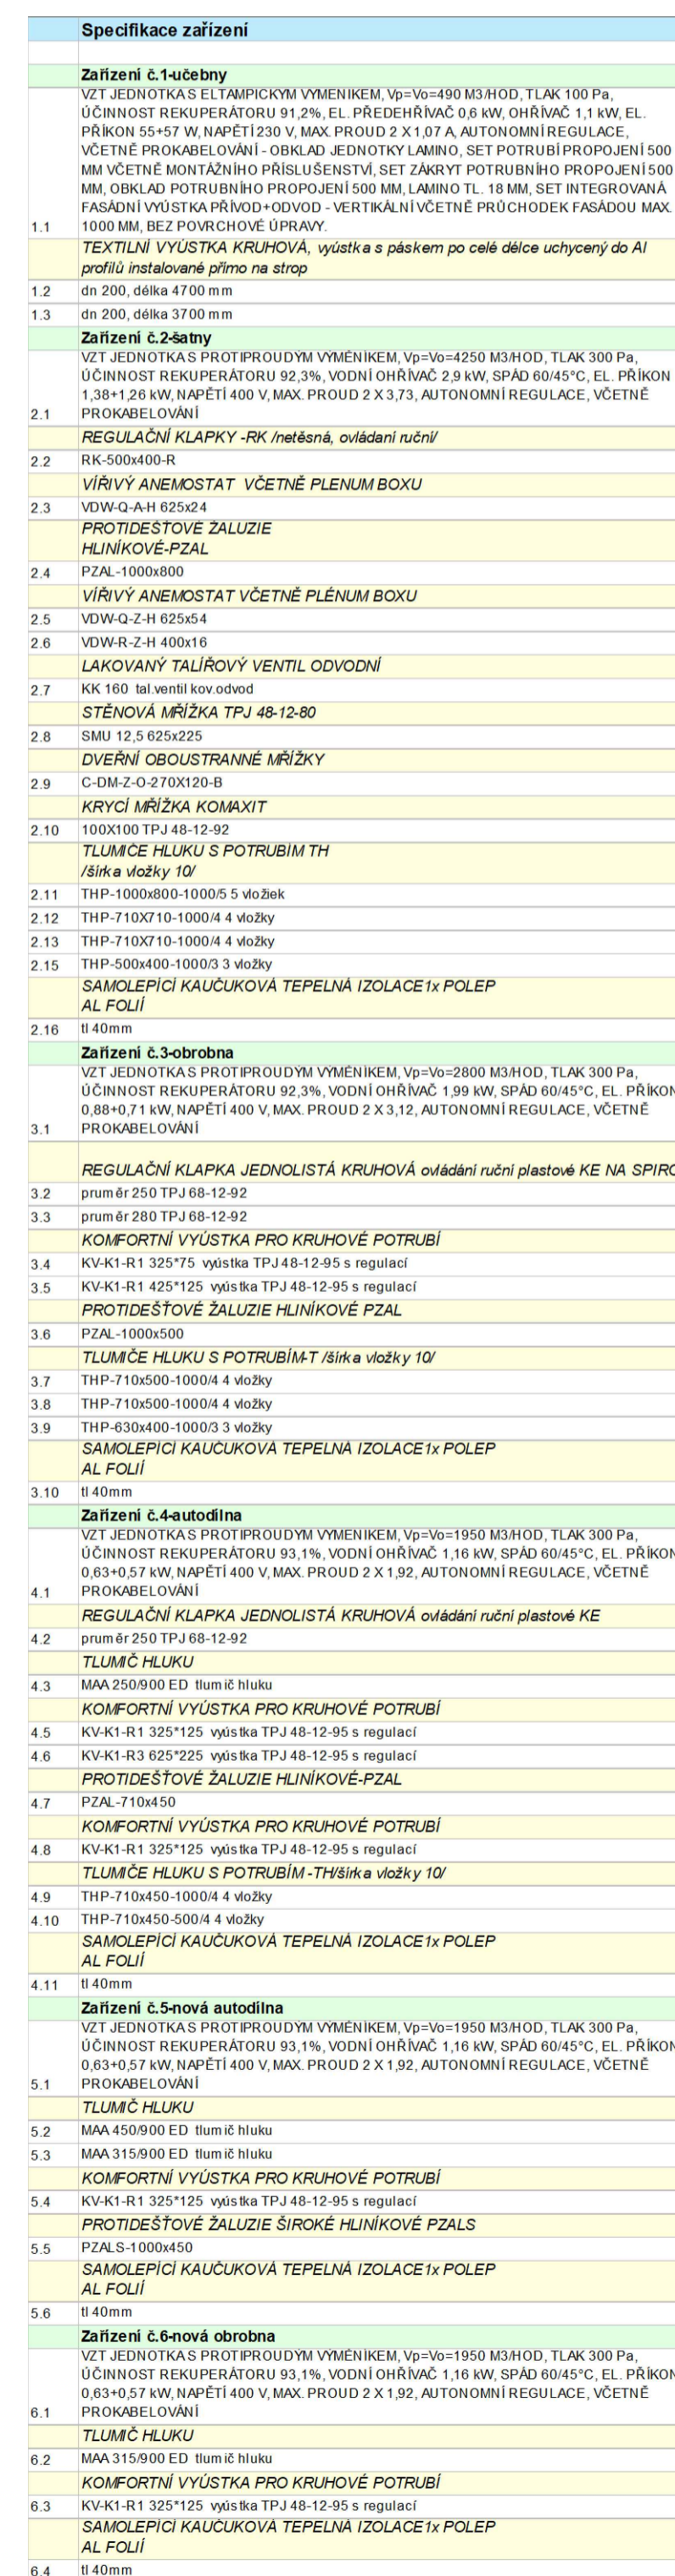 Specifikace zařízení
Zařízení č.1-učebny
VZT JEDNOTKA S ELTAMPICKÝM VÝMENIKEM, Vp=Vo=490 M3/HOD, TLAK 100 Pa,
ÚČINNOST REKUPERÁTORU 91,2%, EL. PŘEDEHŘÍVAČ 0,6 kW, OHŘÍVAČ 1,1 kW, EL.
PŘÍKON 55+57 W, NAPĚTÍ 230 V, MAX. PROUD 2 X 1,07 A, AUTONOMNÍ REGULACE,
VČETNĚ PROKABELOVÁNÍ - OBKLAD JEDNOTKY LAMINO, SET POTRUBÍ PROPOJENÍ 500
MM VČETNĚ MONTÁŽNÍHO PŘÍSLUŠENSTVÍ, SET ZÁKRYT POTRUBNÍHO PROPOJENÍ 500
MM, OBKLAD POTRUBNÍHO PROPOJENÍ 500 MM, LAMINO TL. 18 MM, SET INTEGROVANÁ
FASÁDNÍ VYÚSTKA PŘÍVOD+ODVOD - VERTIKÁLNÍ VČETNĚ PRŮCHODEK FASÁDOU MAX.
1.1 1000 MM, BEZ POVRCHOVÉ ÚPRAVY.
TEXTILNÍ VYÚSTKA KRUHOVÁ, vyústka s páskem po celé délce uchycený do Al
profilů instalované přímo na strop
1.2 dn 200, délka 4700 mm
1.3 dn 200, délka 3700 mm
Zařízení č.2-šatny
VZT JEDNOTKA S PROTIPROUDÝM VÝMĚNÍKEM, Vp=Vo=4250 M3/HOD, TLAK 300 Pa,
ÚČINNOST REKUPERÁTORU 92,3%, VODNÍ OHŘÍVAČ 2,9 kW, SPÁD 60/45°C, EL. PŘÍKON
1,38+1,26 kW, NAPĚTÍ 400 V, MAX. PROUD 2 X 3,73, AUTONOMNÍ REGULACE, VČETNĚ
2.1 PROKABELOVÁNÍ
REGULAČNÍ KLAPKY -RK /netěsná, ovládaní ruční/
2.2 RK-500x400-R
VÍŘIVÝ ANEMOSTAT VČETNĚ PLENUM BOXU
2.3 VDW-Q-A-H 625x24
PROTIDEŠŤOVÉ ŽALUZIE
HLINÍKOVÉ-PZAL
2.4 PZAL-1000x800
VÍŘIVÝ ANEMOSTAT VČETNĚ PLÉNUM BOXU
2.5 VDW-Q-Z-H 625x54
2.6 VDW-R-Z-H 400x16
LAKOVANÝ TALÍŘOVÝ VENTIL ODVODNÍ
2.7 KK 160 tal.ventil kov.odvod
STĚNOVÁ MŘÍŽKA TPJ 48-12-80
2.8 SMU 12,5 625x225
DVEŘNÍ OBOUSTRANNÉ MŘÍŽKY
2.9 C-DM-Z-O-270X120-B
KRYCÍ MŘÍŽKA KOMAXIT
2.10 100X100 TPJ 48-12-92
TLUMIČE HLUKU S POTRUBÍM TH
/šírka vložky 10/
2.11 THP-1000x800-1000/5 5 vložiek
2.12 THP-710X710-1000/4 4 vložky
2.13 THP-710X710-1000/4 4 vložky
2.15 THP-500x400-1000/3 3 vložky
SAMOLEPÍCÍ KAUČUKOVÁ TEPELNÁ IZOLACE1x POLEP
AL FOLIÍ
2.16 tl 40mm
Zařízení č.3-obrobna
VZT JEDNOTKA S PROTIPROUDÝM VÝMĚNÍKEM, Vp=Vo=2800 M3/HOD, TLAK 300 Pa,
ÚČINNOST REKUPERÁTORU 92,3%, VODNÍ OHŘÍVAČ 1,99 kW, SPÁD 60/45°C, EL. PŘÍKON
0,88+0,71 kW, NAPĚTÍ 400 V, MAX. PROUD 2 X 3,12, AUTONOMNÍ REGULACE, VČETNĚ
3.1 PROKABELOVÁNÍ
REGULAČNÍ KLAPKA JEDNOLISTÁ KRUHOVÁ ovládání ruční plastové KE NA SPIRO
3.2 pruměr 250 TPJ 68-12-92
3.3 pruměr 280 TPJ 68-12-92
KOMFORTNÍ VYÚSTKA PRO KRUHOVÉ POTRUBÍ
3.4 KV-K1-R1 325*75 vyústka TPJ 48-12-95 s regulací
3.5 KV-K1-R1 425*125 vyústka TPJ 48-12-95 s regulací
PROTIDEŠŤOVÉ ŽALUZIE HLINÍKOVÉ PZAL
3.6 PZAL-1000x500
TLUMIČE HLUKU S POTRUBÍM-T /šírka vložky 10/
3.7 THP-710x500-1000/4 4 vložky
3.8 THP-710x500-1000/4 4 vložky
3.9 THP-630x400-1000/3 3 vložky
SAMOLEPÍCÍ KAUČUKOVÁ TEPELNÁ IZOLACE1x POLEP
AL FOLIÍ
3.10 tl 40mm
Zařízení č.4-autodílna
VZT JEDNOTKA S PROTIPROUDÝM VÝMĚNÍKEM, Vp=Vo=1950 M3/HOD, TLAK 300 Pa,
ÚČINNOST REKUPERÁTORU 93,1%, VODNÍ OHŘÍVAČ 1,16 kW, SPÁD 60/45°C, EL. PŘÍKON
0,63+0,57 kW, NAPĚTÍ 400 V, MAX. PROUD 2 X 1,92, AUTONOMNÍ REGULACE, VČETNĚ
4.1 PROKABELOVÁNÍ
REGULAČNÍ KLAPKA JEDNOLISTÁ KRUHOVÁ ovládání ruční plastové KE
4.2 pruměr 250 TPJ 68-12-92
TLUMIČ HLUKU
4.3 MAA 250/900 ED tlumič hluku
KOMFORTNÍ VYÚSTKA PRO KRUHOVÉ POTRUBÍ
4.5 KV-K1-R1 325*125 vyústka TPJ 48-12-95 s regulací
4.6 KV-K1-R3 625*225 vyústka TPJ 48-12-95 s regulací
PROTIDEŠŤOVÉ ŽALUZIE HLINÍKOVÉ-PZAL
4.7 PZAL-710x450
KOMFORTNÍ VYÚSTKA PRO KRUHOVÉ POTRUBÍ
4.8 KV-K1-R1 325*125 vyústka TPJ 48-12-95 s regulací
TLUMIČE HLUKU S POTRUBÍM -TH/šírka vložky 10/
4.9 THP-710x450-1000/4 4 vložky
4.10 THP-710x450-500/4 4 vložky
SAMOLEPÍCÍ KAUČUKOVÁ TEPELNÁ IZOLACE1x POLEP
AL FOLIÍ
4.11 tl 40mm
Zařízení č.5-nová autodílna
VZT JEDNOTKA S PROTIPROUDÝM VÝMĚNÍKEM, Vp=Vo=1950 M3/HOD, TLAK 300 Pa,
ÚČINNOST REKUPERÁTORU 93,1%, VODNÍ OHŘÍVAČ 1,16 kW, SPÁD 60/45°C, EL. PŘÍKON
0,63+0,57 kW, NAPĚTÍ 400 V, MAX. PROUD 2 X 1,92, AUTONOMNÍ REGULACE, VČETNĚ
5.1 PROKABELOVÁNÍ
TLUMIČ HLUKU
5.2 MAA 450/900 ED tlumič hluku
5.3 MAA 315/900 ED tlumič hluku
KOMFORTNÍ VYÚSTKA PRO KRUHOVÉ POTRUBÍ
5.4 KV-K1-R1 325*125 vyústka TPJ 48-12-95 s regulací
PROTIDEŠŤOVÉ ŽALUZIE ŠIROKÉ HLINÍKOVÉ PZALS
5.5 PZALS-1000x450
SAMOLEPÍCÍ KAUČUKOVÁ TEPELNÁ IZOLACE1x POLEP
AL FOLIÍ
5.6 tl 40mm
Zařízení č.6-nová obrobna
VZT JEDNOTKA S PROTIPROUDÝM VÝMĚNÍKEM, Vp=Vo=1950 M3/HOD, TLAK 300 Pa,
ÚČINNOST REKUPERÁTORU 93,1%, VODNÍ OHŘÍVAČ 1,16 kW, SPÁD 60/45°C, EL. PŘÍKON
0,63+0,57 kW, NAPĚTÍ 400 V, MAX. PROUD 2 X 1,92, AUTONOMNÍ REGULACE, VČETNĚ
6.1 PROKABELOVÁNÍ
TLUMIČ HLUKU
6.2 MAA 315/900 ED tlumič hluku
KOMFORTNÍ VYÚSTKA PRO KRUHOVÉ POTRUBÍ
6.3 KV-K1-R1 325*125 vyústka TPJ 48-12-95 s regulací
SAMOLEPÍCÍ KAUČUKOVÁ TEPELNÁ IZOLACE1x POLEP
AL FOLIÍ
6.4 tl 40mm